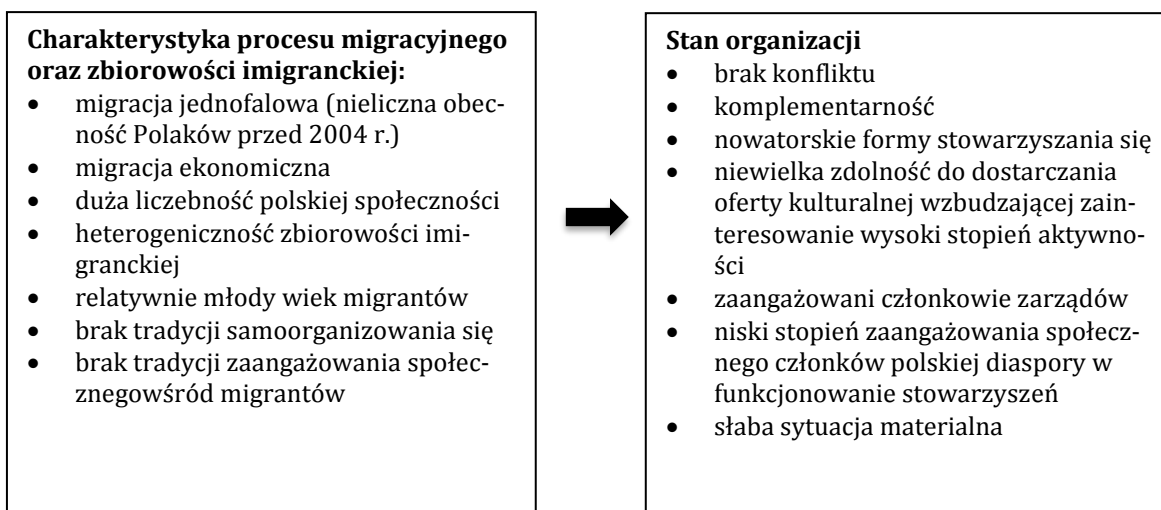 Charakterystyka procesu migracyjnego
oraz zbiorowości imigranckiej:
• migracja jednofalowa (nieliczna obec-
ność Polaków przed 2004 r.)
• migracja ekonomiczna
• duża liczebność polskiej społeczności
• heterogeniczność zbiorowości imi-
granckiej
• relatywnie młody wiek migrantów
• brak tradycji samoorganizowania się
• brak tradycji zaangażowania społec-
znegowśród migrantów
Stan organizacji
• brak konfliktu
• komplementarność
• nowatorskie formy stowarzyszania się
• niewielka zdolność do dostarczania
oferty kulturalnej wzbudzającej zain-
teresowanie wysoki stopień aktywno-
ści
• zaangażowani członkowie zarządów
• niski stopień zaangażowania społecz-
nego członków polskiej diaspory w
funkcjonowanie stowarzyszeń
• słaba sytuacja materialna